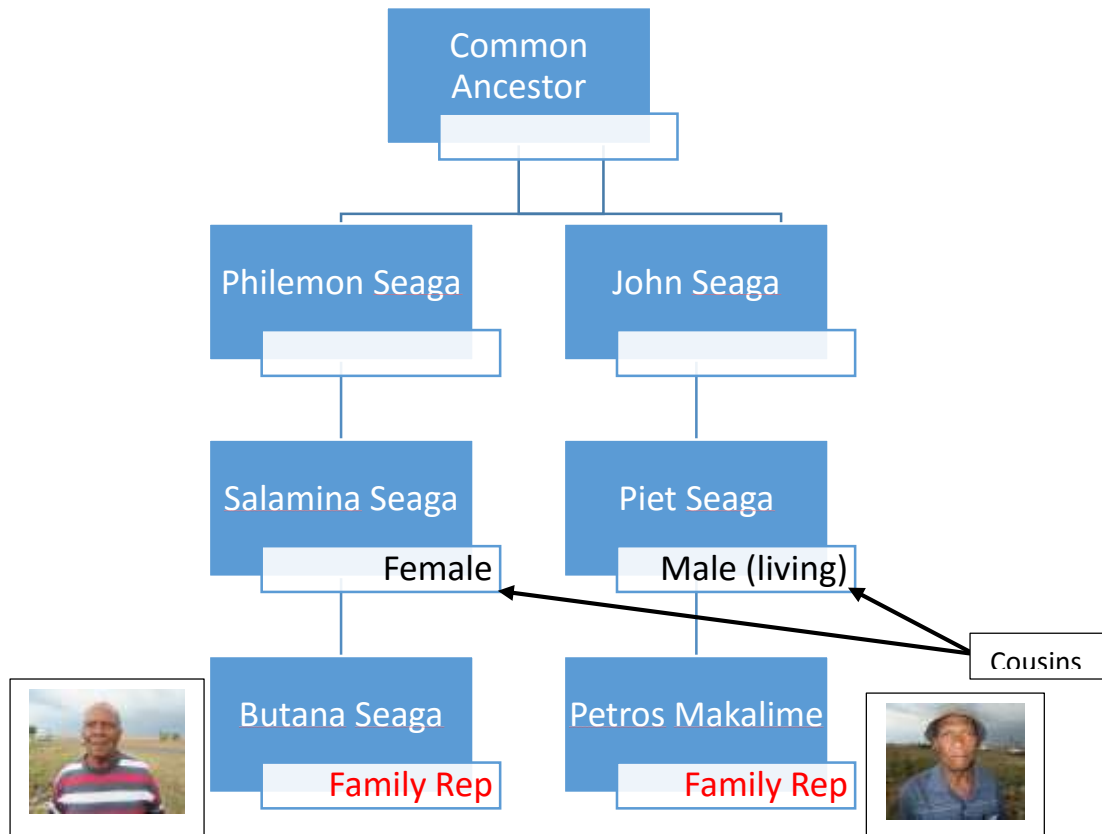 Common
Ancestor
Philemon Seaga
John Seaga
Salamina Seaga
Female
Piet Seaga
Male (living)
Cousins
Butana Seaga
Family Rep
Petros Makalime
Family Rep